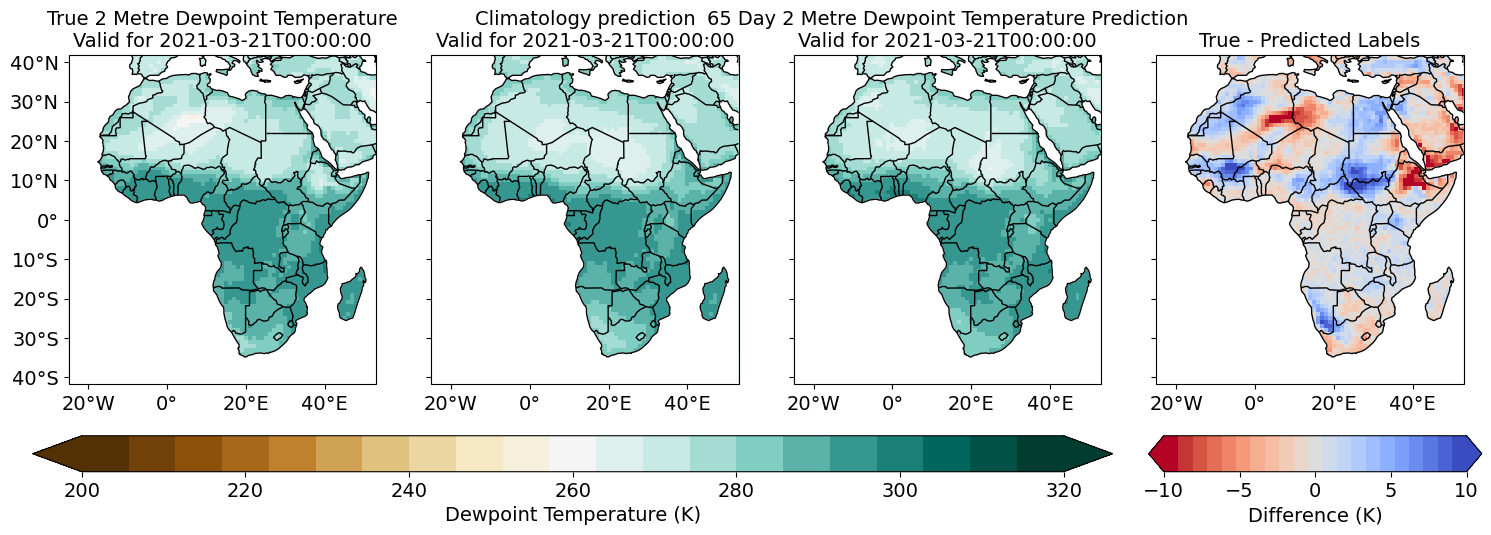 True 2 Metre Dewpoint Temperature
Valid for 2021-03-21T00:00:00
Climatology prediction  65 Day 2 Metre Dewpoint Temperature Prediction
Valid for 2021-03-21T00:00:00
Valid for 2021-03-21T00:00:00
True - Predicted Labels
40°N
30°N
20°N
10°N
0°
10°S
20°S
30°S
40°S
20°W 0° 20°E 40°E
20°W 0° 20°E 40°E
20°W 0° 20°E 40°E
20°W 0° 20°E 40°E
200 220 240 260 280 300 320
Dewpoint Temperature (K)
−10 −5 0 5 10
Difference (K)